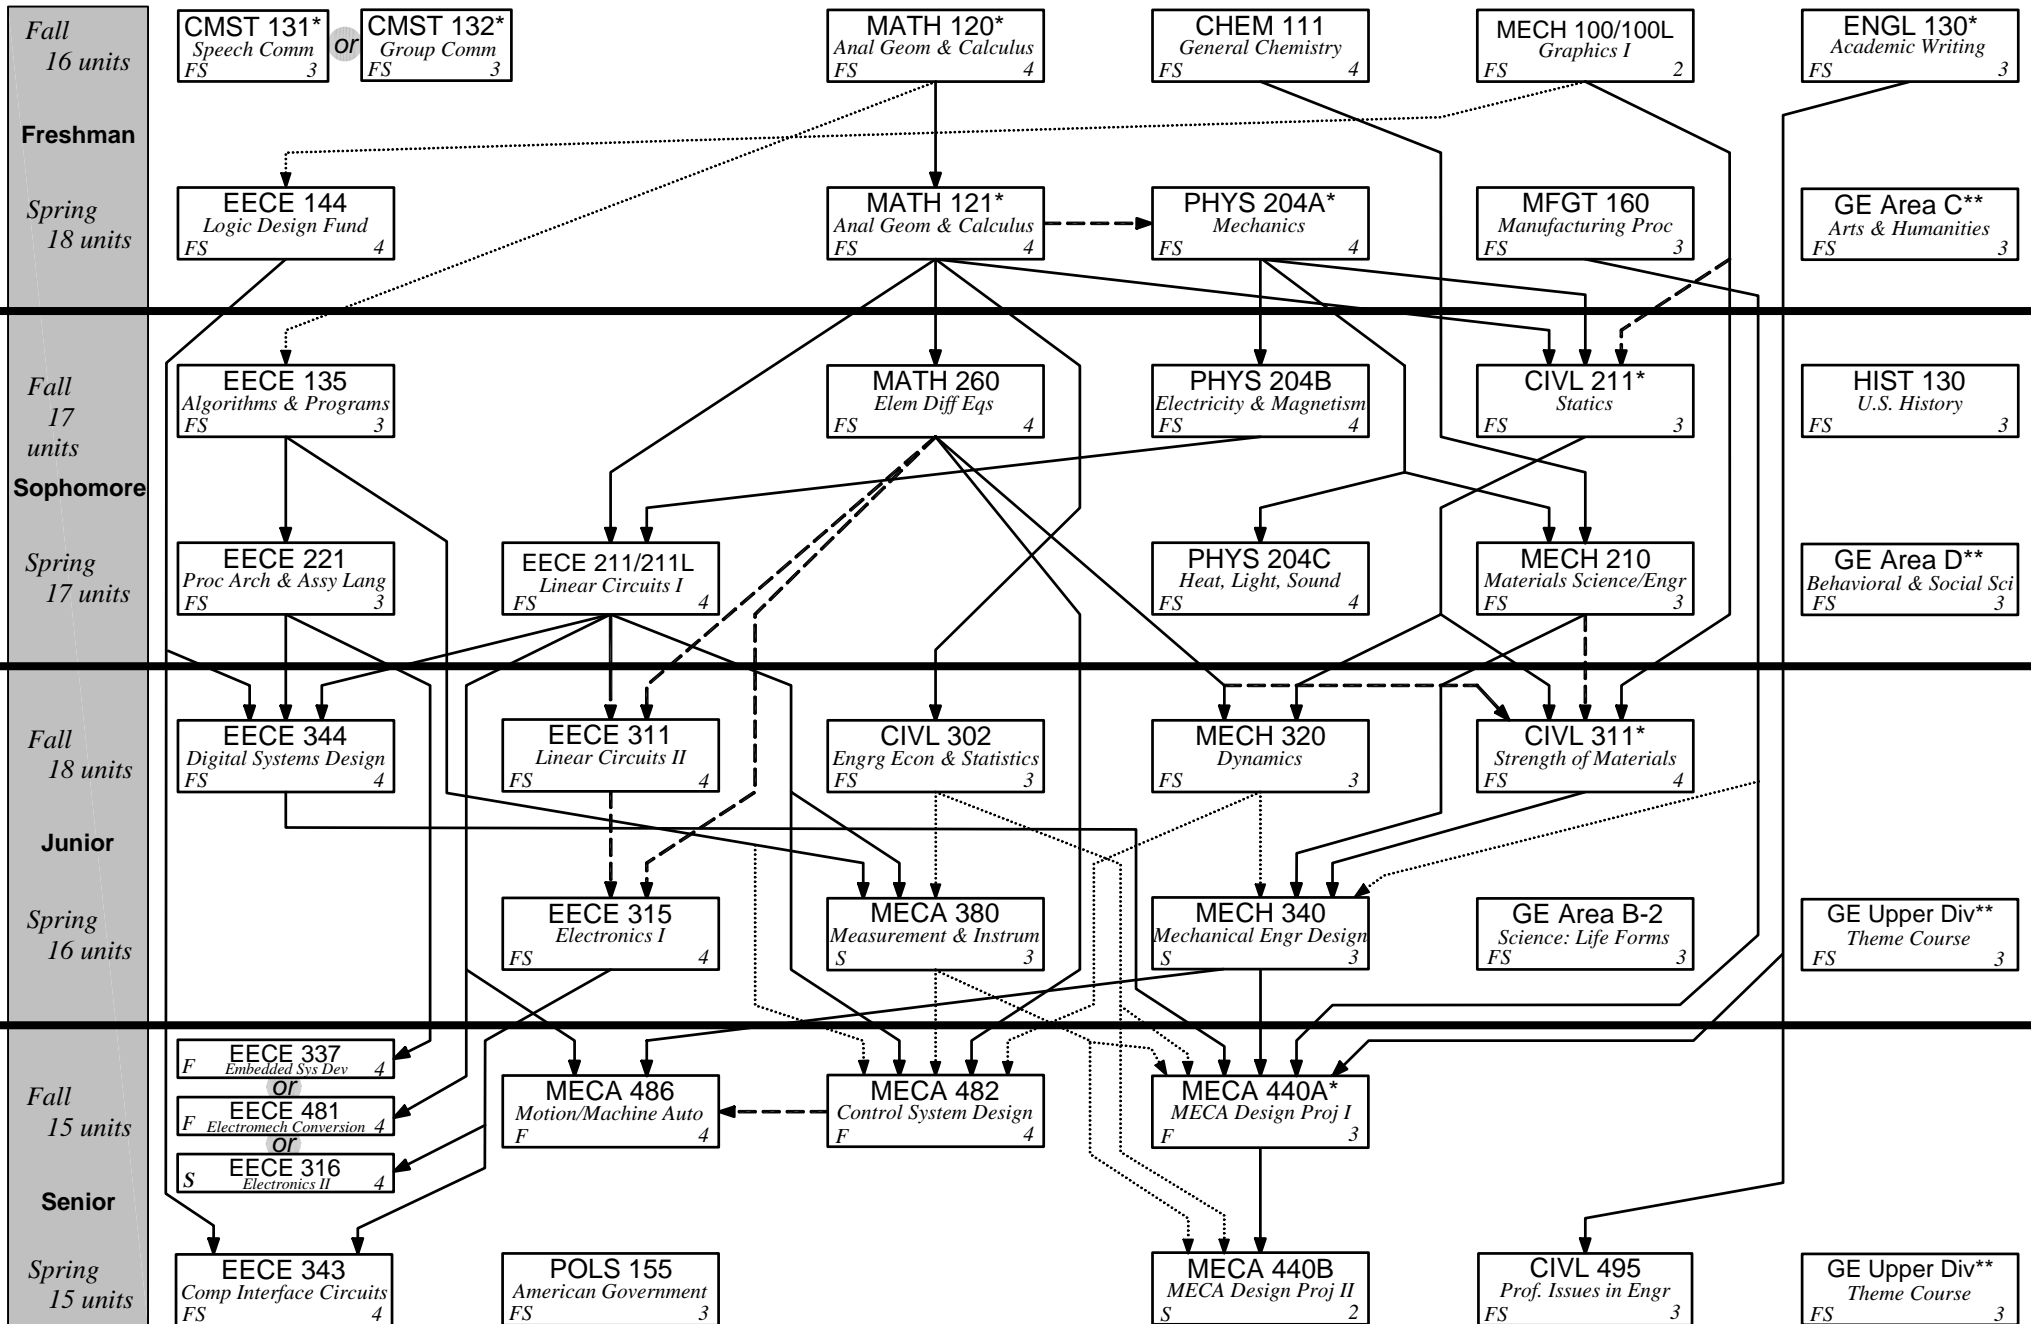 Fall
16 units
CMST 131*
Speech Comm
FS 3
or
CMST 132*
Group Comm
FS 3
MATH 120*
Anal Geom & Calculus
FS 4
CHEM 111
General Chemistry
FS 4
MECH 100/100L
Graphics I
FS 2
ENGL 130*
Academic Writing
FS 3
Freshman
Spring
18 units
EECE 144
Logic Design Fund
FS 4
MATH 121*
Anal Geom & Calculus
FS 4
PHYS 204A*
Mechanics
FS 4
MFGT 160
Manufacturing Proc
FS 3
GE Area C**
Arts & Humanities
FS 3
Fall
17
units
EECE 135
Algorithms & Programs
FS 3
MATH 260
Elem Diff Eqs
FS 4
PHYS 204B
Electricity & Magnetism
FS 4
CIVL 211*
Statics
FS 3
HIST 130
U.S. History
FS 3
Sophomore
Spring
17 units
EECE 221
Proc Arch & Assy Lang
FS 3
EECE 211/211L
Linear Circuits I
FS 4
PHYS 204C
Heat, Light, Sound
FS 4
MECH 210
Materials Science/Engr
FS 3
GE Area D**
Behavioral & Social Sci
FS 3
Fall
18 units
EECE 344
Digital Systems Design
FS 4
EECE 311
Linear Circuits II
FS 4
CIVL 302
Engrg Econ & Statistics
FS 3
MECH 320
Dynamics
FS 3
CIVL 311*
Strength of Materials
FS 4
Junior
Spring
16 units
EECE 315
Electronics I
FS 4
MECA 380
Measurement & Instrum
S 3
MECH 340
Mechanical Engr Design
S 3
GE Area B-2
Science: Life Forms
FS 3
GE Upper Div**
Theme Course
FS 3
Fall
15 units
EECE 337
F Embedded Sys Dev 4
or
EECE 481
F Electromech Conversion 4
or
EECE 316
S Electronics II 4
MECA 486
Motion/Machine Auto
F 4
MECA 482
Control System Design
F 4
MECA 440A*
MECA Design Proj I
F 3
Senior
Spring
15 units
EECE 343
Comp Interface Circuits
FS 4
POLS 155
American Government
FS 3
MECA 440B
MECA Design Proj II
S 2
CIVL 495
Prof. Issues in Engr
FS 3
GE Upper Div**
Theme Course
FS 3